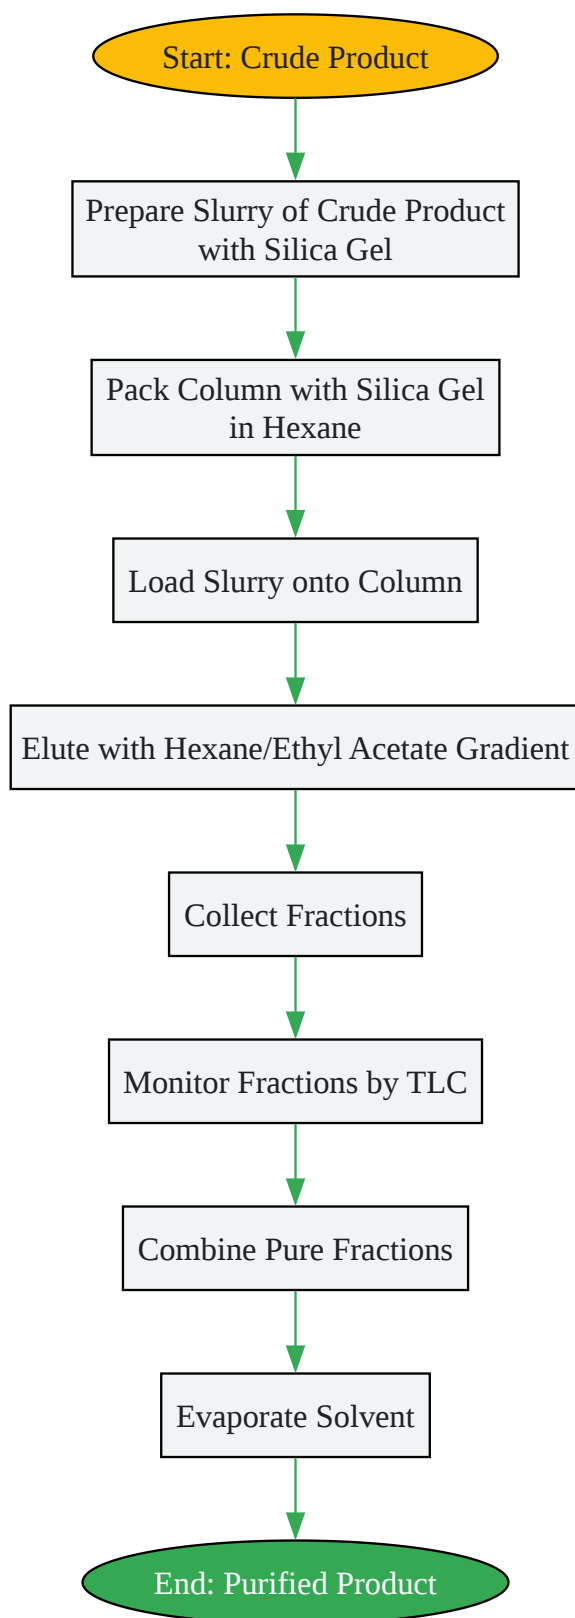 Start: Crude Product
Prepare Slurry of Crude Product
with Silica Gel
Pack Column with Silica Gel
in Hexane
Load Slurry onto Column
Elute with Hexane/Ethyl Acetate Gradient
Collect Fractions
Monitor Fractions by TLC
Combine Pure Fractions
Evaporate Solvent
End: Purified Product